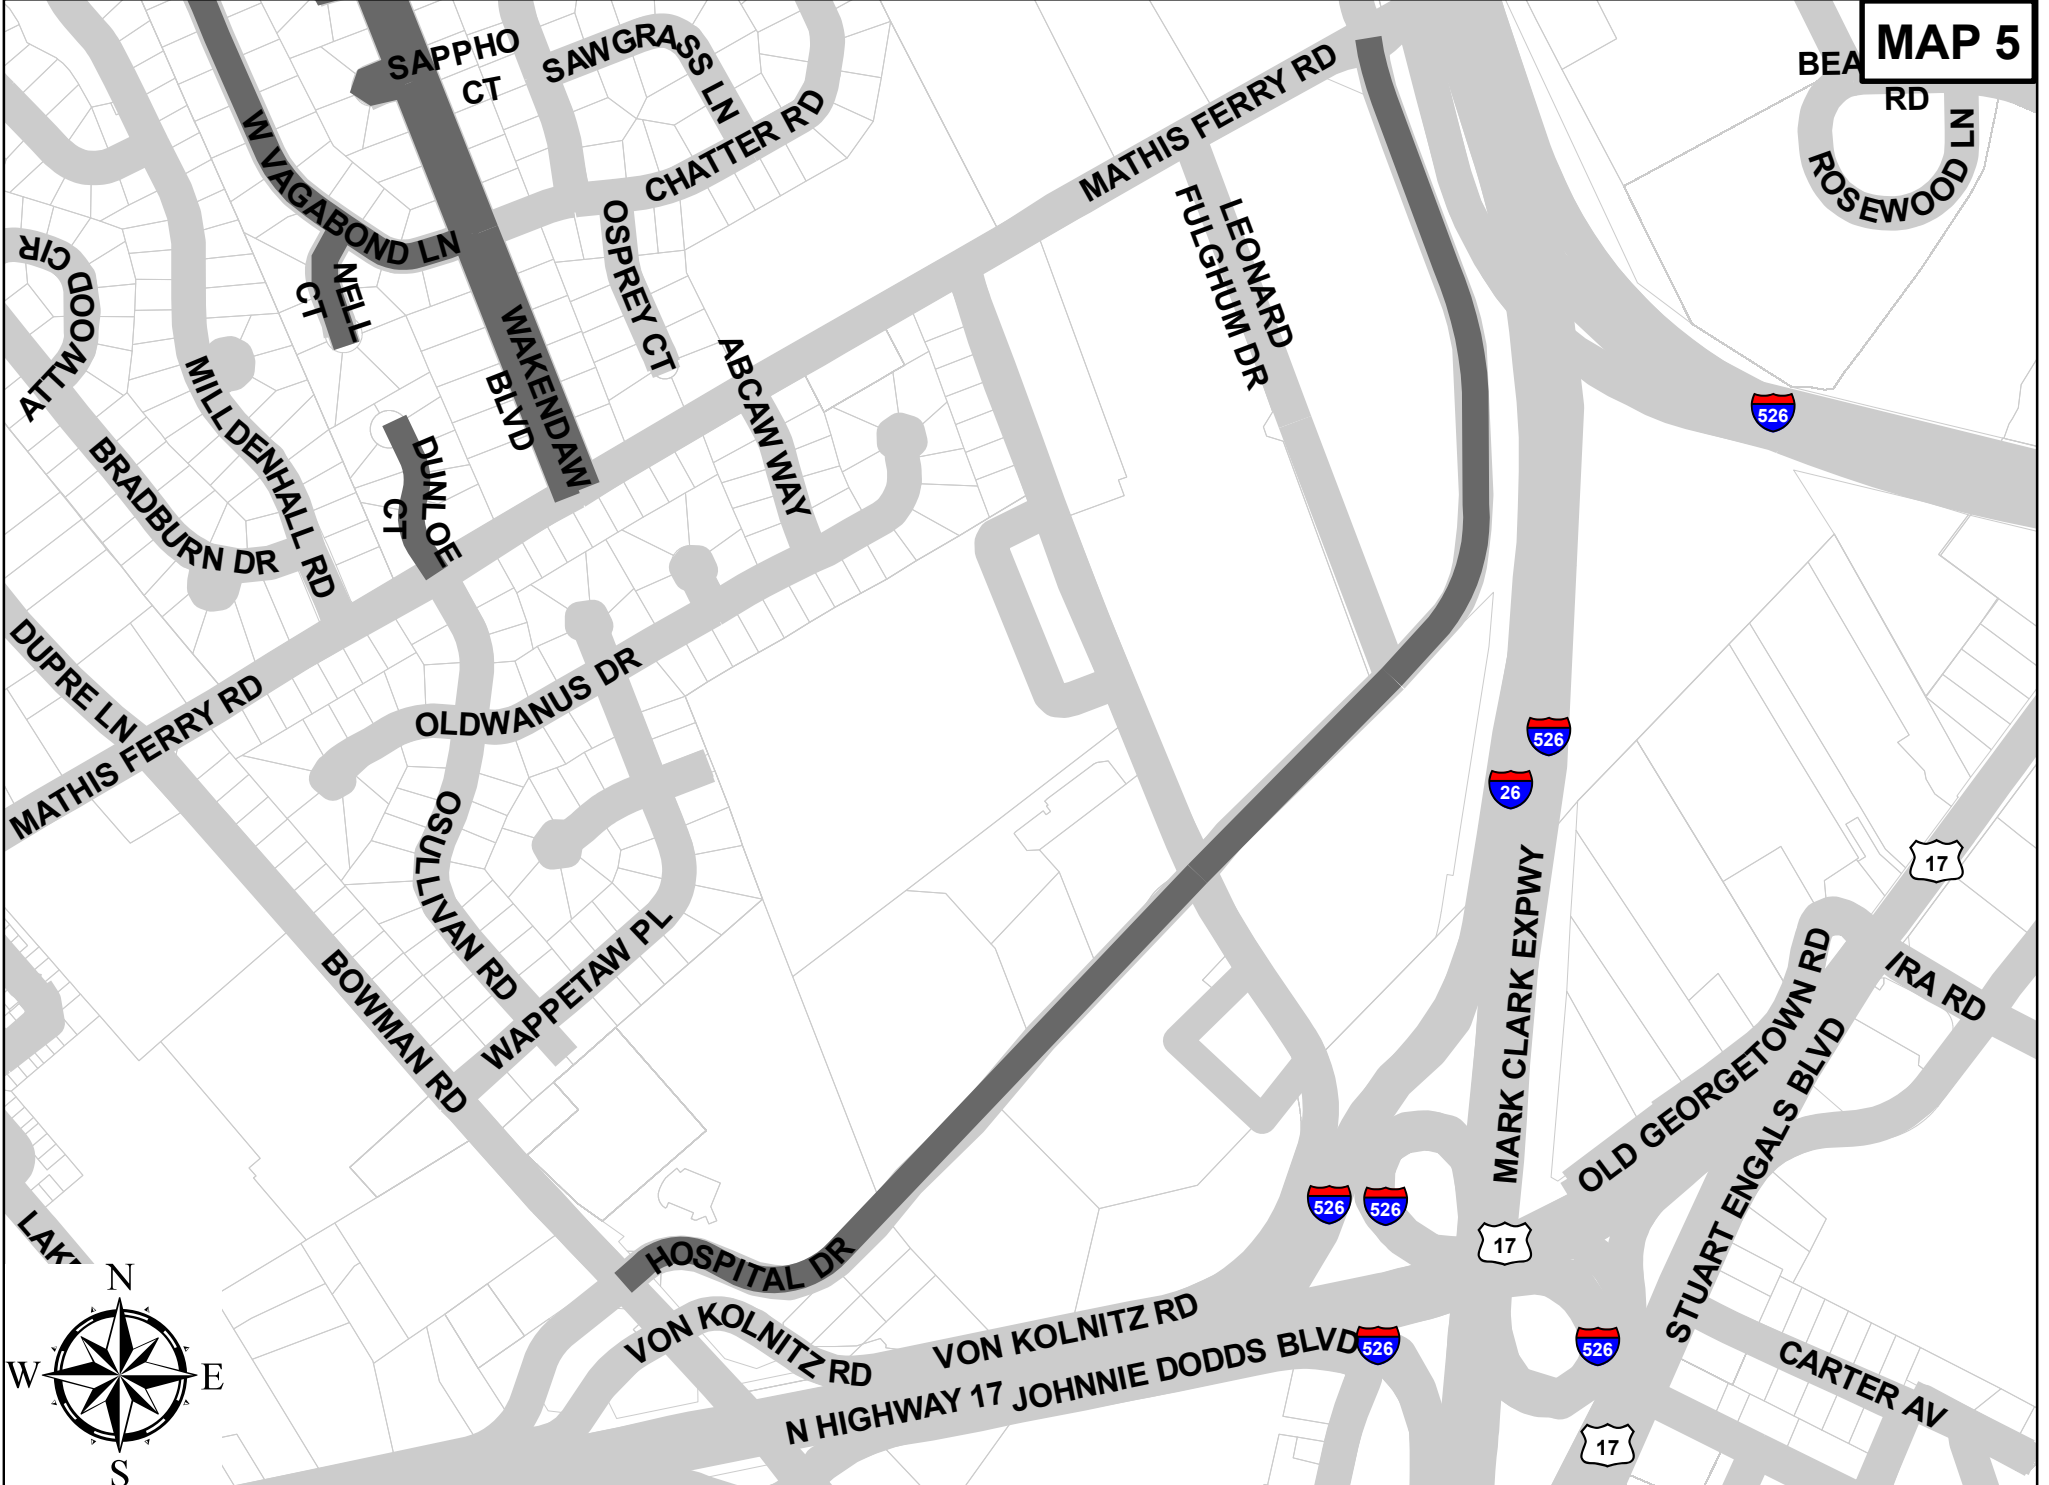 MAP 5
SAPPHO
CT
SAWGRASS LN
CHATTER RD
MATHIS FERRY RD
RD
ROSEWOOD LN
W VAGABOND LN
NELL
CT
OSPREY CT
LEONARD
FULGHUM DR
ATTWOOD CIR
WAKENDAW
BLVD
ABCAW WAY
MILLDENHALL RD
BRADBURN DR
DUNLOE
CT
526
DUPRE LN
MATHIS FERRY RD
OLDWANUS DR
OSULLIVAN RD
526
26
17
MARK CLARK EXPWY
BOWMAN RD
WAPPETAW PL
IRA RD
OLD GEORGETOWN RD
STUART ENGALS BLVD
526
526
17
HOSPITAL DR
VON KOLNITZ RD
VON KOLNITZ RD
N HIGHWAY 17
JOHNNIE DODDS BLVD
526
526
CARTER AV
17
N
W
E
S